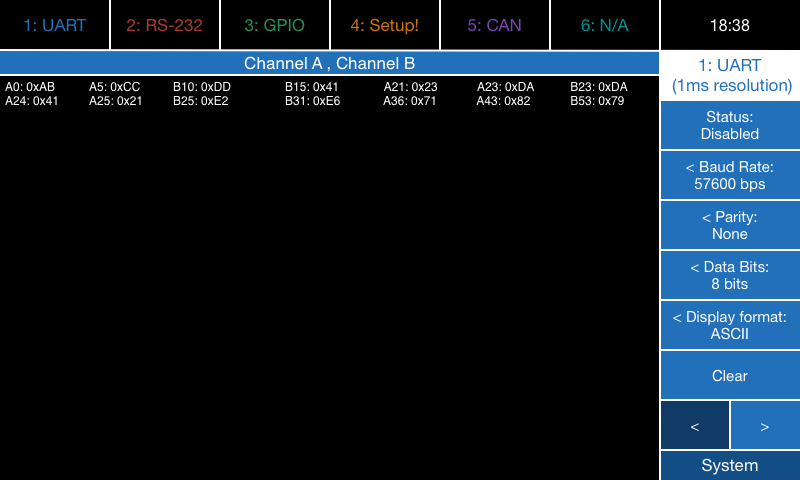 1: UART 2: RS-232 3: GPIO 4: Setup! 5: CAN 6: N/A 18:38
Channel A , Channel B
A0: 0xAB A5: 0xCC B10: 0xDD B15: 0x41 A21: 0x23 A23: 0xDA B23: 0xDA
A24: 0x41 A25: 0x21 B25: 0xE2 B31: 0xE6 A36: 0x71 A43: 0x82 B53: 0x79
1: UART
(1ms resolution)
Status:
Disabled
< Baud Rate:
57600 bps
< Parity:
None
< Data Bits:
8 bits
< Display format:
ASCII
Clear
< >
System